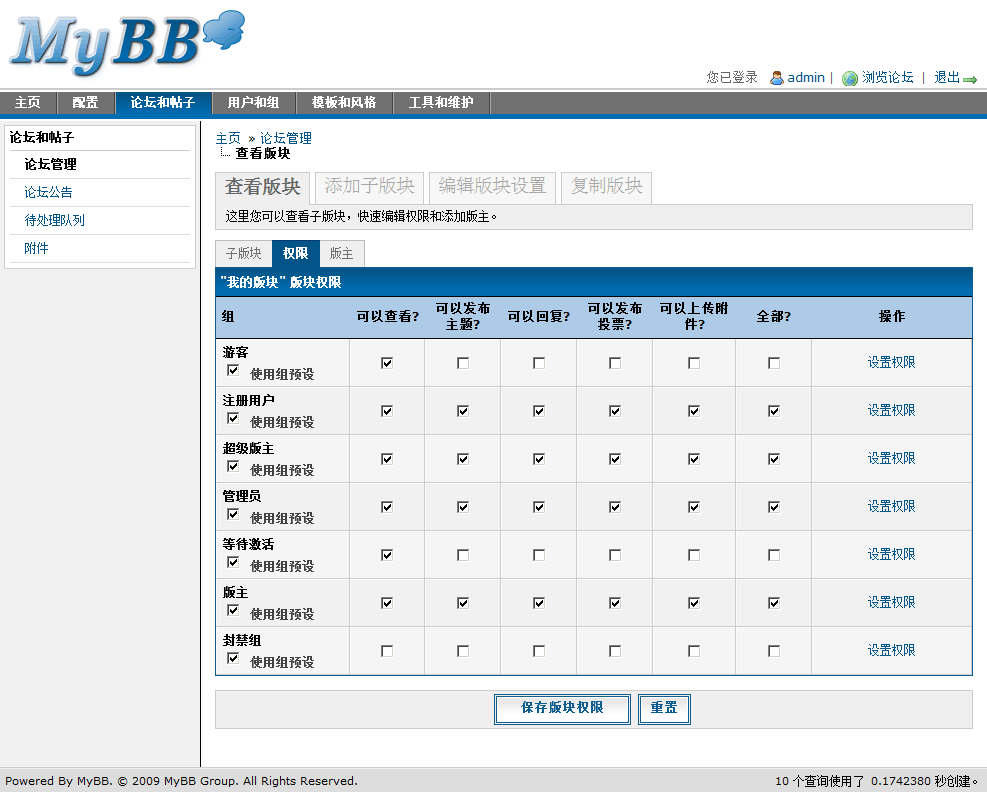 MyBB
您已登录 admin | 浏览论坛 | 退出
主页 配置 论坛和帖子 用户和组 模板和风格 工具和维护
论坛和帖子
论坛管理
论坛公告
待处理队列
附件
主页 » 论坛管理
查看版块
查看版块 添加子版块 编辑版块设置 复制版块
这里您可以查看子版块，快速编辑权限和添加版主。
子版块 权限 版主
"我的版块" 版块权限
组 可以查看? 可以发布主题? 可以回复? 可以发布投票? 可以上传附件? 全部? 操作
游客
使用组预设 设置权限
注册用户
使用组预设 设置权限
超级版主
使用组预设 设置权限
管理员
使用组预设 设置权限
等待激活
使用组预设 设置权限
版主
使用组预设 设置权限
封禁组
使用组预设 设置权限
保存版块权限 重置
Powered By MyBB. © 2009 MyBB Group. All Rights Reserved. 10 个查询使用了 0.1742380 秒创建。